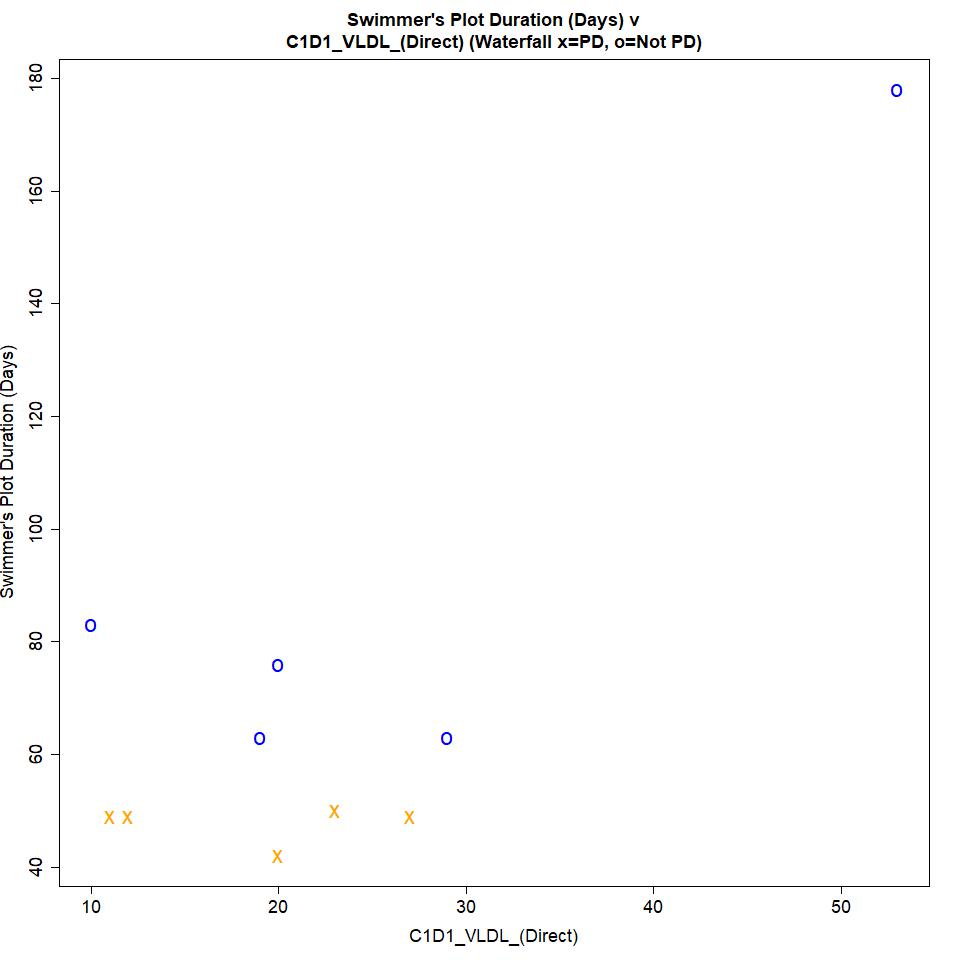 Swimmer's Plot Duration (Days) v
C1D1_VLDL_(Direct) (Waterfall x=PD, o=Not PD)
Swimmer's Plot Duration (Days)
180
160
140
120
100
80
60
40
10 20 30 40 50
C1D1_VLDL_(Direct)